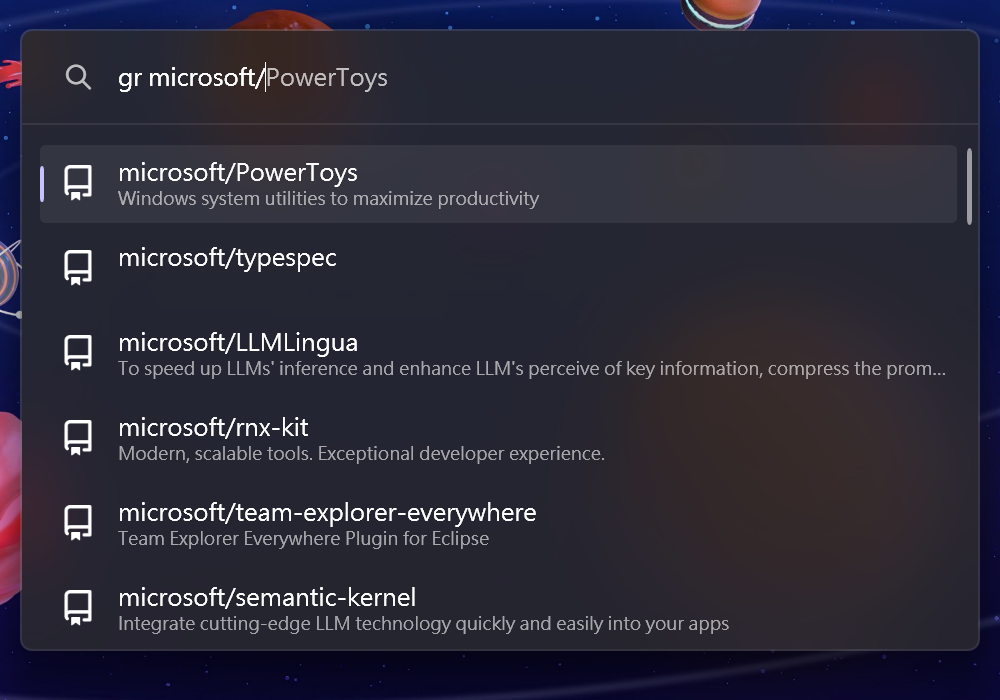 gr microsoft/PowerToys
microsoft/PowerToys
Windows system utilities to maximize productivity
microsoft/typespec
microsoft/LLMLingua
To speed up LLMs' inference and enhance LLM's perceive of key information, compress the prom...
microsoft/rnx-kit
Modern, scalable tools. Exceptional developer experience.
microsoft/team-explorer-everywhere
Team Explorer Everywhere Plugin for Eclipse
microsoft/semantic-kernel
Integrate cutting-edge LLM technology quickly and easily into your apps